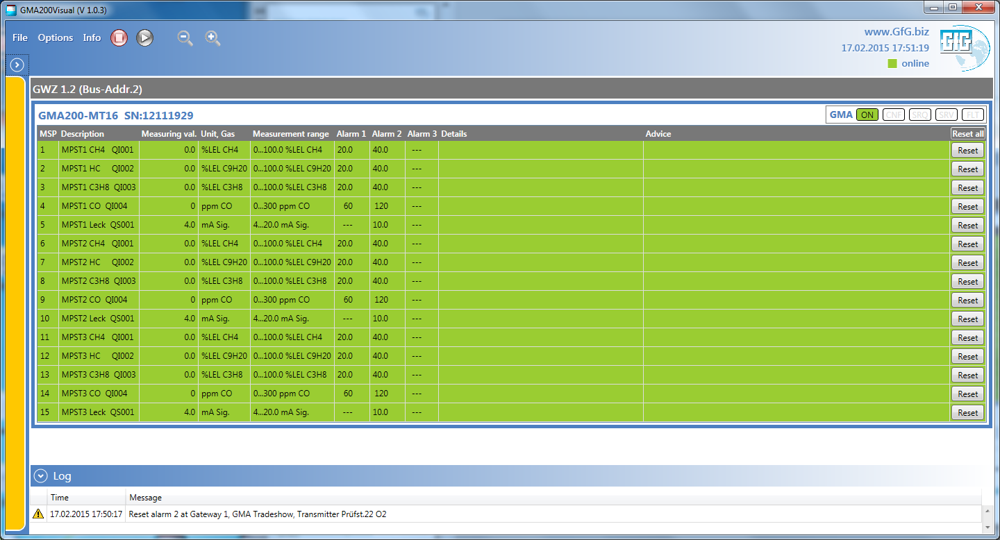 GMA200Visual (V 1.0.3)
File Options Info
www.GfG.biz
17.02.2015 17:51:19
online
GfG
GWZ 1.2 (Bus-Addr.2)
GMA200-MT16 SN:12111929
GMA ON CNF SRQ SRV FLT
MSP Description Measuring val. Unit, Gas Measurement range Alarm 1 Alarm 2 Alarm 3 Details Advice Reset all
1 MPST1 CH4 QI001 0.0 %LEL CH4 0...100.0 %LEL CH4 20.0 40.0 --- Reset
2 MPST1 HC QI002 0.0 %LEL C9H20 0...100.0 %LEL C9H20 20.0 40.0 --- Reset
3 MPST1 C3H8 QI003 0.0 %LEL C3H8 0...100.0 %LEL C3H8 20.0 40.0 --- Reset
4 MPST1 CO QI004 0 ppm CO 0...300 ppm CO 60 120 --- Reset
5 MPST1 Leck QS001 4.0 mA Sig. 4...20.0 mA Sig. --- 10.0 --- Reset
6 MPST2 CH4 QI001 0.0 %LEL CH4 0...100.0 %LEL CH4 20.0 40.0 --- Reset
7 MPST2 HC QI002 0.0 %LEL C9H20 0...100.0 %LEL C9H20 20.0 40.0 --- Reset
8 MPST2 C3H8 QI003 0.0 %LEL C3H8 0...100.0 %LEL C3H8 20.0 40.0 --- Reset
9 MPST2 CO QI004 0 ppm CO 0...300 ppm CO 60 120 --- Reset
10 MPST2 Leck QS001 4.0 mA Sig. 4...20.0 mA Sig. --- 10.0 --- Reset
11 MPST3 CH4 QI001 0.0 %LEL CH4 0...100.0 %LEL CH4 20.0 40.0 --- Reset
12 MPST3 HC QI002 0.0 %LEL C9H20 0...100.0 %LEL C9H20 20.0 40.0 --- Reset
13 MPST3 C3H8 QI003 0.0 %LEL C3H8 0...100.0 %LEL C3H8 20.0 40.0 --- Reset
14 MPST3 CO QI004 0 ppm CO 0...300 ppm CO 60 120 --- Reset
15 MPST3 Leck QS001 4.0 mA Sig. 4...20.0 mA Sig. --- 10.0 --- Reset
Log
Time Message
17.02.2015 17:50:17 Reset alarm 2 at Gateway 1, GMA Tradeshow, Transmitter Prüfst.22 O2